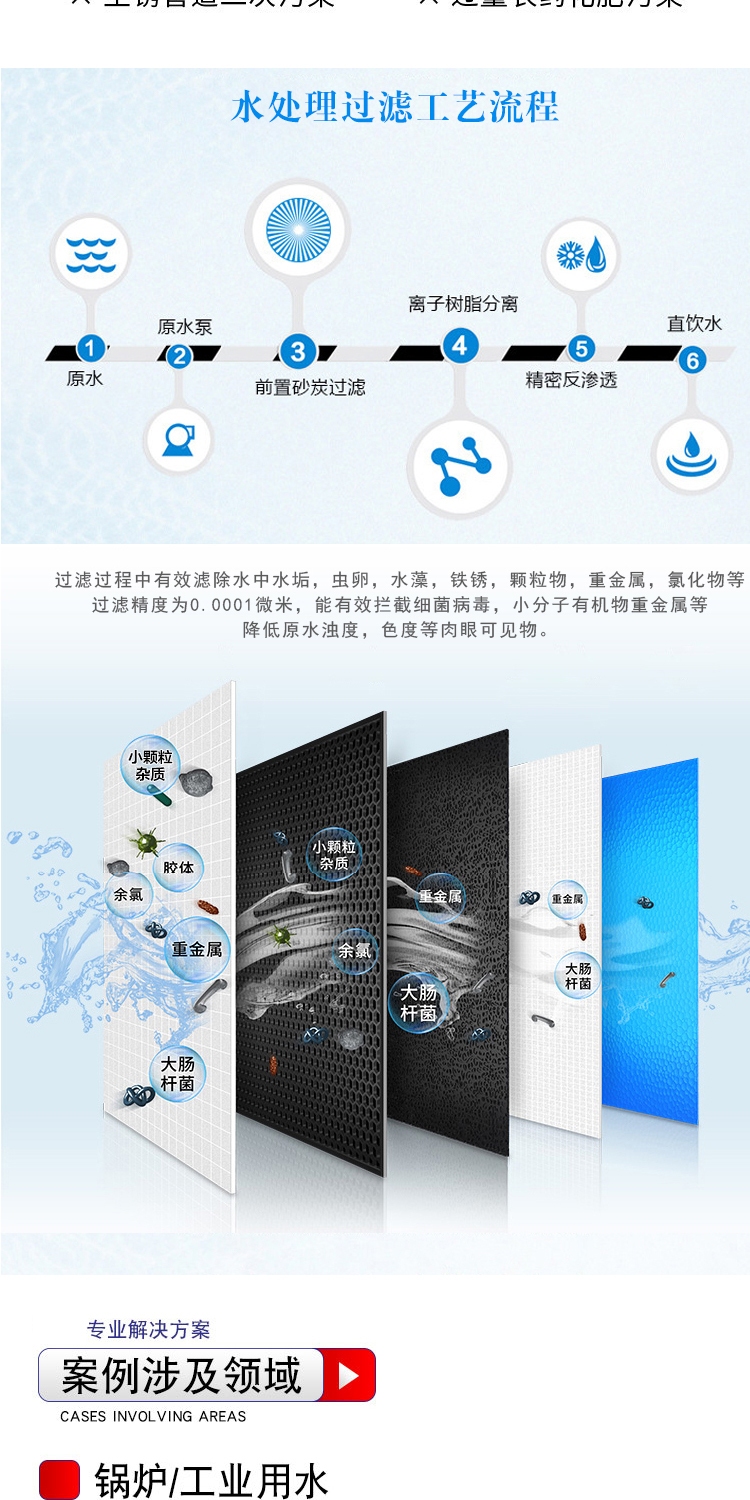 水处理过滤工艺流程
1
原水
原水泵
2
3
前置砂炭过滤
离子树脂分离
4
5
精密反渗透
直饮水
6
过滤过程中有效滤除水中水垢，虫卵，水藻，铁锈，颗粒物，重金属，氯化物等
过滤精度为0.0001微米，能有效拦截细菌病毒，小分子有机物重金属等
降低原水浊度，色度等肉眼可见物。
小颗粒
杂质
胶体
余氯
重金属
大肠
杆菌
小颗粒
杂质
余氯
重金属
大肠
杆菌
重金属
大肠
杆菌
专业解决方案
案例涉及领域
CASES INVOLVING AREAS
锅炉/工业用水